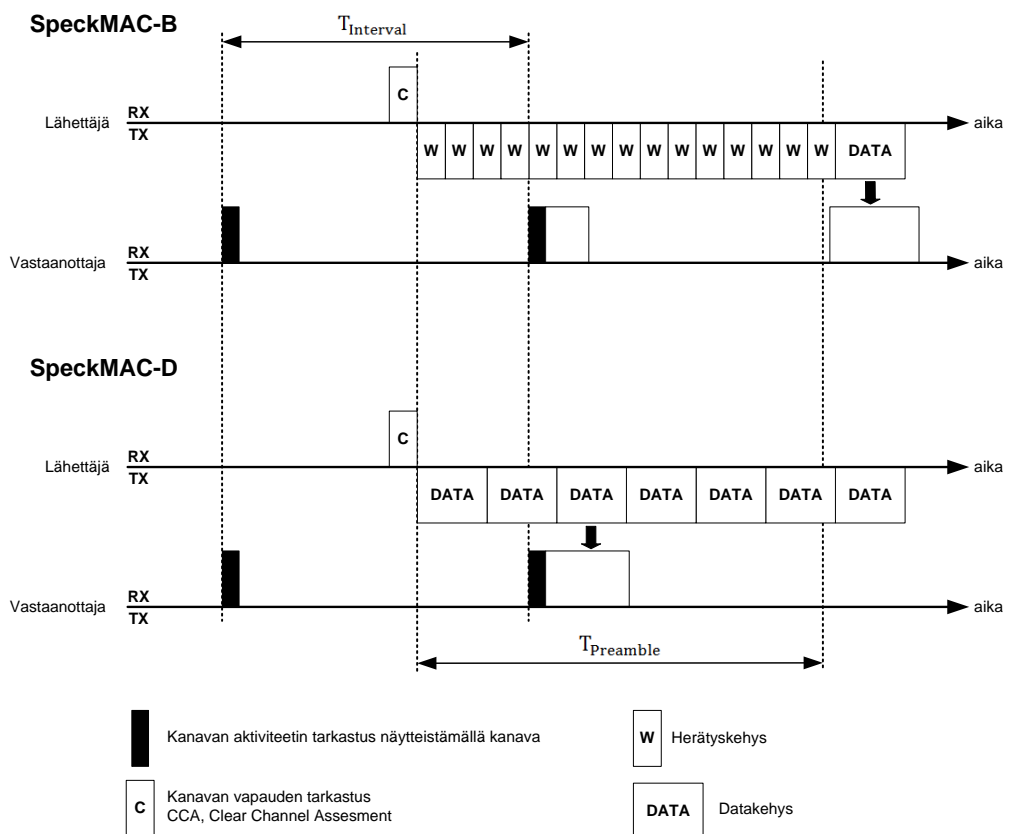 SpeckMAC-B
TInterval
C
RX
Lähettäjä
TX
aika
W W W W W W W W W W W W W W W DATA
RX
Vastaanottaja
TX
aika
SpeckMAC-D
C
RX
Lähettäjä
TX
aika
DATA DATA DATA DATA DATA DATA DATA
RX
Vastaanottaja
TX
aika
TPreamble
Kanavan aktiviteetin tarkastus näytteistämällä kanava
W Herätyskehys
C
Kanavan vapauden tarkastus
CCA, Clear Channel Assesment
DATA Datakehys